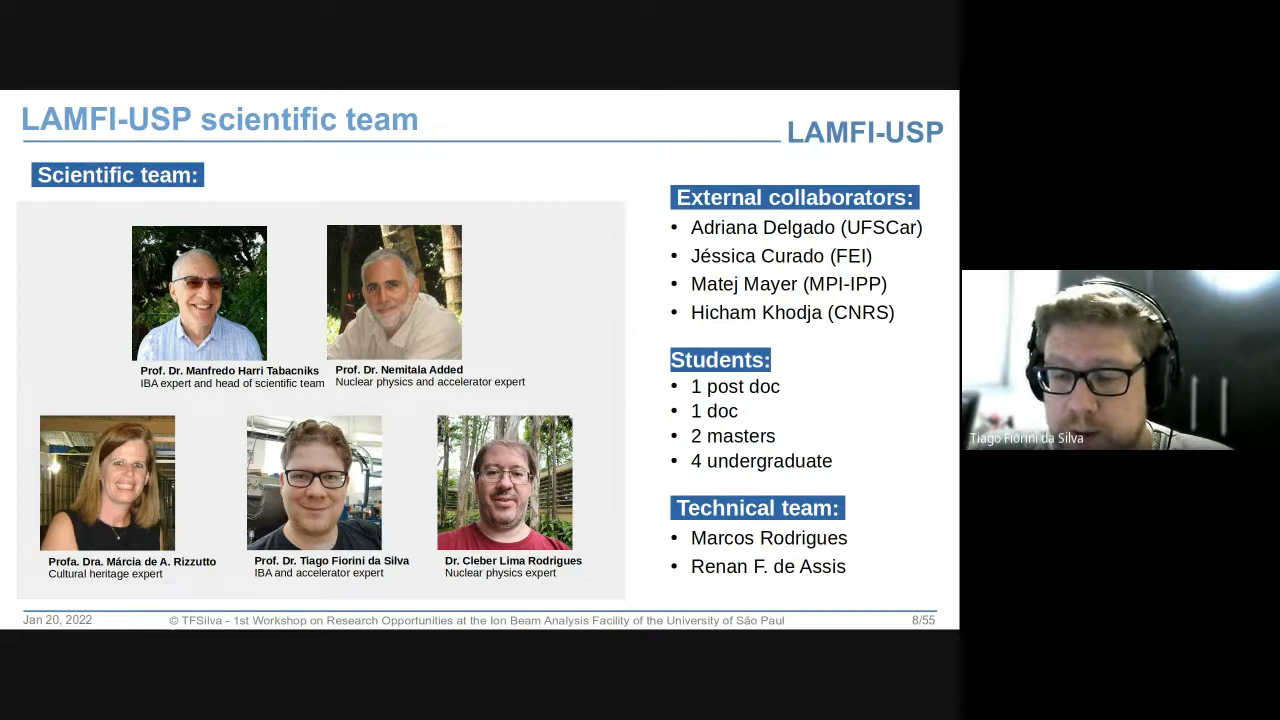 LAMFI-USP scientific team
LAMFI-USP
Scientific team:
Prof. Dr. Manfredo Harri Tabacniks
IBA expert and head of scientific team
Prof. Dr. Nemitala Added
Nuclear physics and accelerator expert
Profa. Dra. Márcia de A. Rizzutto
Cultural heritage expert
Prof. Dr. Tiago Fiorini da Silva
IBA and accelerator expert
Dr. Cleber Lima Rodrigues
Nuclear physics expert
External collaborators:
• Adriana Delgado (UFSCar)
• Jéssica Curado (FEI)
• Matej Mayer (MPI-IPP)
• Hicham Khodja (CNRS)
Students:
• 1 post doc
• 1 doc
• 2 masters
• 4 undergraduate
Technical team:
• Marcos Rodrigues
• Renan F. de Assis
Jan 20, 2022
© TFSilva - 1st Workshop on Research Opportunities at the Ion Beam Analysis Facility of the University of São Paul
8/55
Tiago Fiorini da Silva